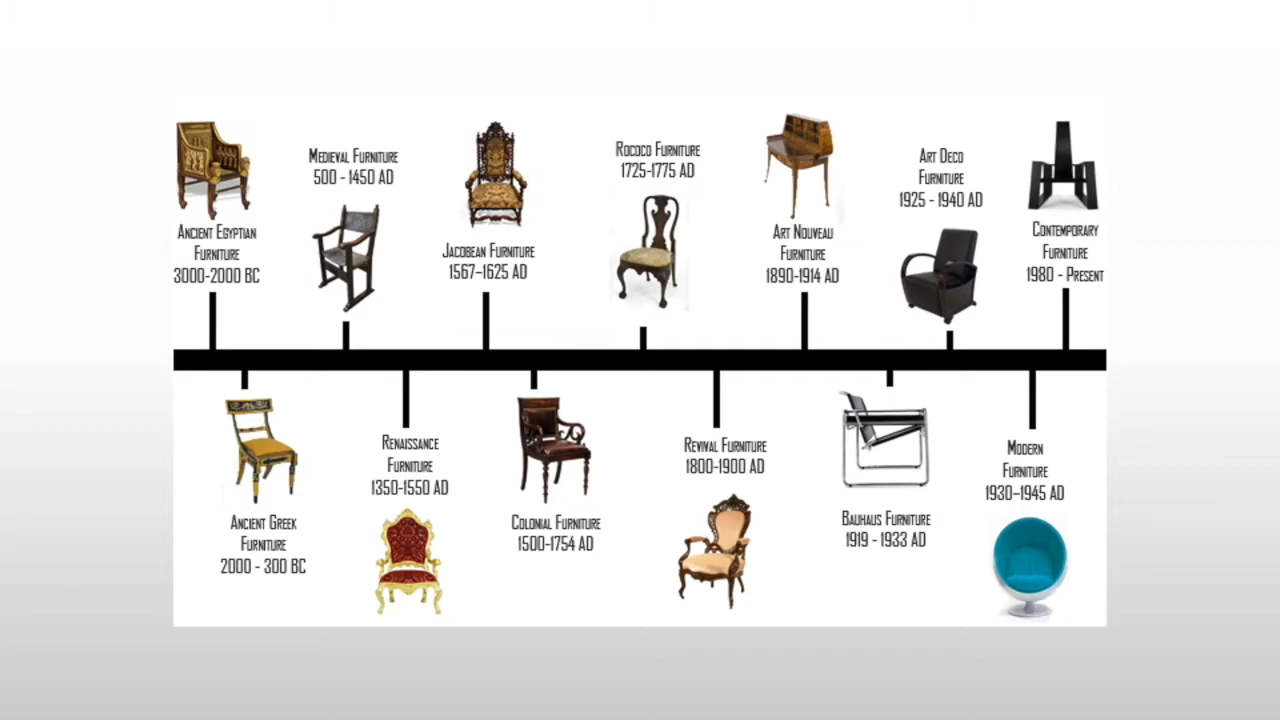 Ancient Egyptian
Furniture
3000-2000 BC
Medieval Furniture
500 - 1450 AD
Jacobean Furniture
1567–1625 AD
Rococo Furniture
1725-1775 AD
Art Nouveau
Furniture
1890-1914 AD
Art Deco
Furniture
1925 - 1940 AD
Contemporary
Furniture
1980 - Present
Ancient Greek
Furniture
2000 - 300 BC
Renaissance
Furniture
1350-1550 AD
Colonial Furniture
1500-1754 AD
Revival Furniture
1800-1900 AD
Bauhaus Furniture
1919 - 1933 AD
Modern
Furniture
1930–1945 AD